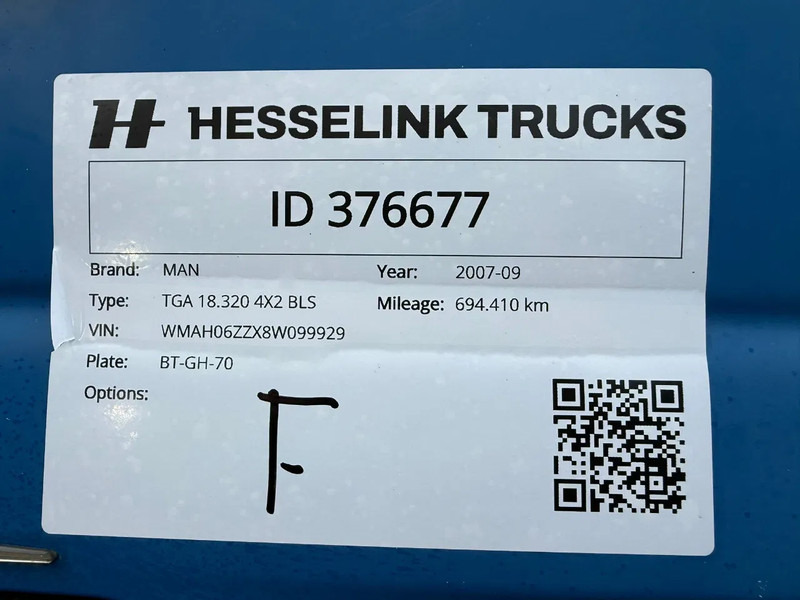 H HESSELINK TRUCKS
ID 376677
Brand: MAN Year: 2007-09
Type: TGA 18.320 4X2 BLS Mileage: 694.410 km
VIN: WMAH06ZZX8W099929
Plate: BT-GH-70
Options:
F